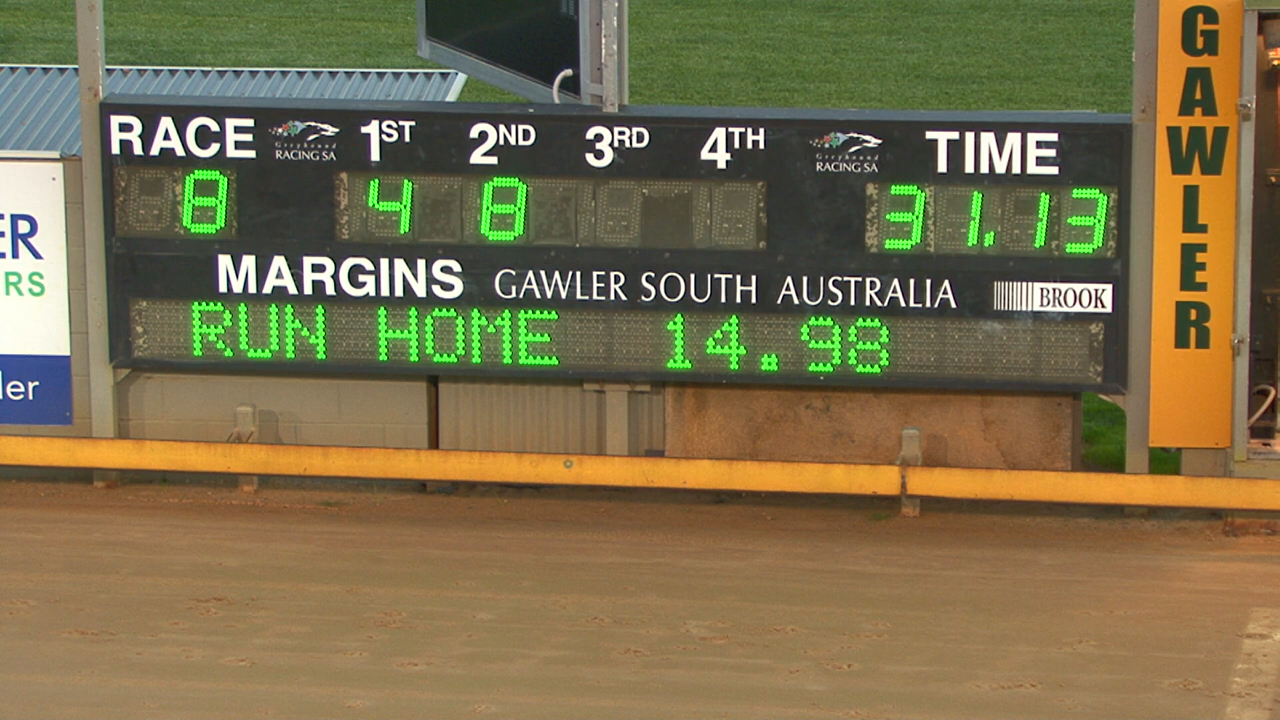 RACE Greyhound RACING SA 1ST 2ND 3RD 4TH Greyhound RACING SA TIME
8 4 8 31.13
MARGINS GAWLER SOUTH AUSTRALIA BROOK
RUN HOME 14.98
GAWLER
ER
RS
ler